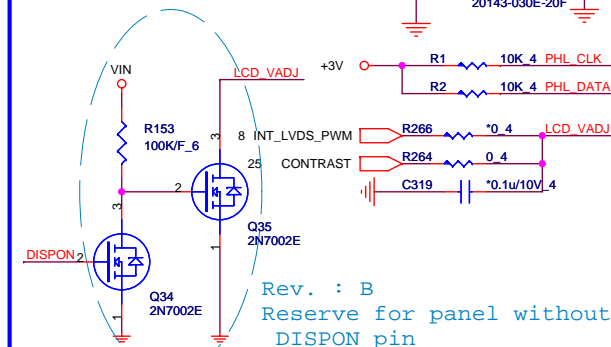 20143-030E-20F
VIN
LCD_VADJ
+3V
R1
10K_4
PHL_CLK
R2
10K_4
PHL_DATA
R153
100K/F_6
3
8
INT_LVDS_PWM
R266
*0_4
LCD_VADJ
25
CONTRAST
R264
0_4
2
C319
*0.1u/10V_4
3
Q35
2N7002E
1
DISPON
2
Q34
2N7002E
1
Rev. : B
Reserve for panel without
DISPON pin